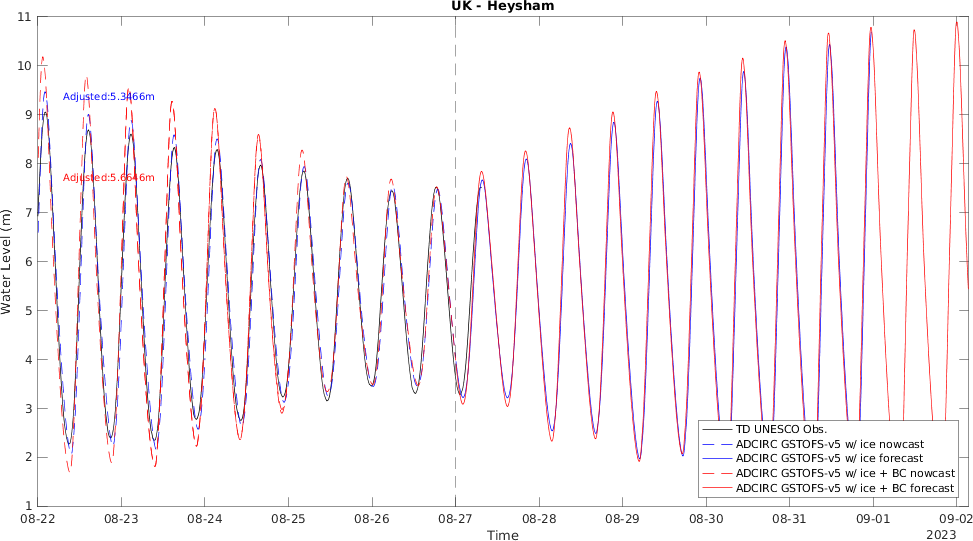 UK - Heysham
11
10
9
8
7
6
5
4
3
2
1
Water Level (m)
Adjusted:5.3466m
Adjusted:5.6646m
TD UNESCO Obs.
ADCIRC GSTOFS-v5 w/ ice nowcast
ADCIRC GSTOFS-v5 w/ ice forecast
ADCIRC GSTOFS-v5 w/ ice + BC nowcast
ADCIRC GSTOFS-v5 w/ ice + BC forecast
08-22 08-23 08-24 08-25 08-26 08-27 08-28 08-29 08-30 08-31 09-01 09-02
Time
2023